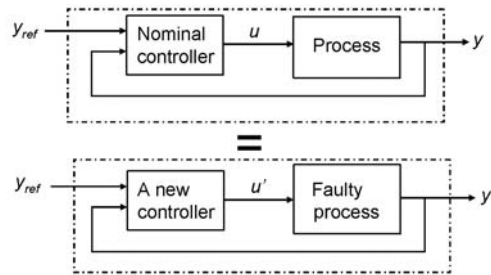 y_ref
Nominal
controller
u
Process
y
=
y_ref
A new
controller
u'
Faulty
process
y